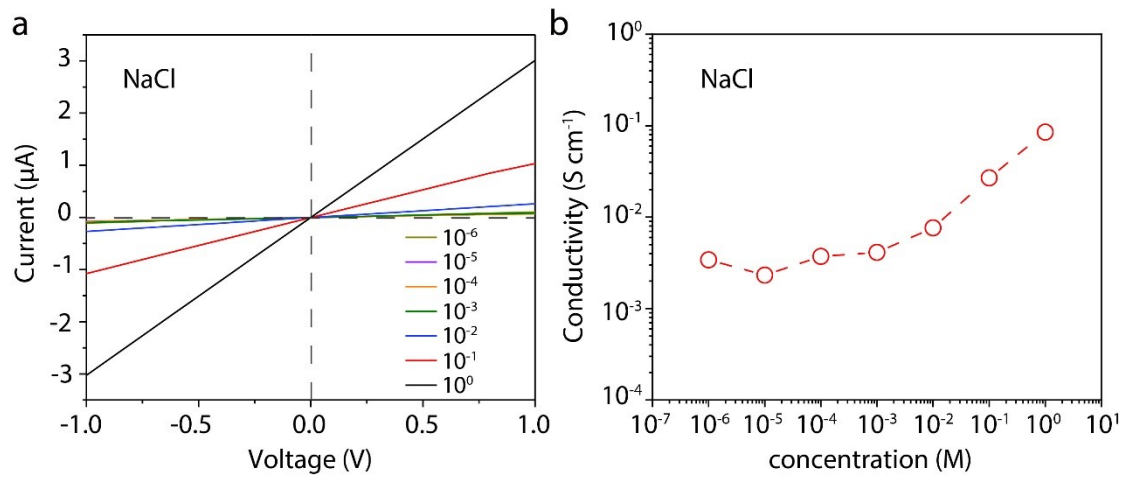 a
NaCl
Current (µA)
3
2
1
0
-1
-2
-3
10⁻⁶
10⁻⁵
10⁻⁴
10⁻³
10⁻²
10⁻¹
10⁰
-1.0 -0.5 0.0 0.5 1.0
Voltage (V)
b
NaCl
Conductivity (S cm⁻¹)
10⁰
10⁻¹
10⁻²
10⁻³
10⁻⁴
10⁻⁷ 10⁻⁶ 10⁻⁵ 10⁻⁴ 10⁻³ 10⁻² 10⁻¹ 10⁰ 10¹
concentration (M)